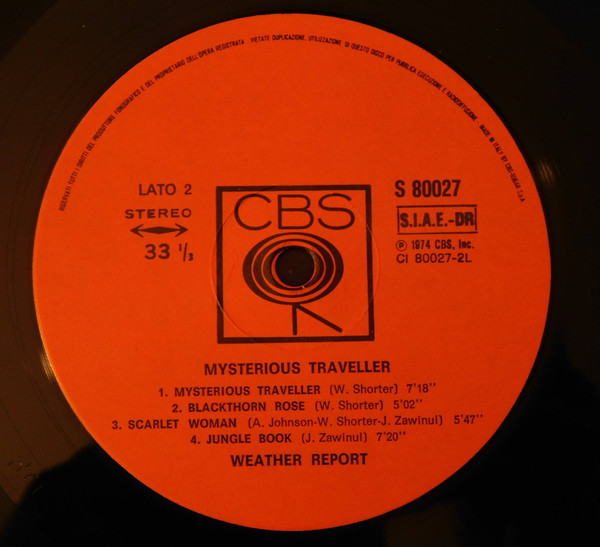 RISERVATI TUTTI I DIRITTI DEL PRODUTTORE FONOGRAFICO E DEL PROPRIETARIO DELL'OPERA REGISTRATA - VIETATE DUPLICAZIONE, UTILIZZAZIONE DI QUESTO DISCO PER PUBBLICA ESECUZIONE E RADIODIFFUSIONE. MADE IN ITALY BY CBS-SUGAR S.p.A.
LATO 2
STEREO
33 1/3
CBS
S 80027
S.I.A.E.-DR
℗ 1974 CBS, Inc.
CI 80027-2L
MYSTERIOUS TRAVELLER
1. MYSTERIOUS TRAVELLER (W. Shorter) 7'18''
2. BLACKTHORN ROSE (W. Shorter) 5'02''
3. SCARLET WOMAN (A. Johnson-W. Shorter-J. Zawinul) 5'47''
4. JUNGLE BOOK (J. Zawinul) 7'20''
WEATHER REPORT